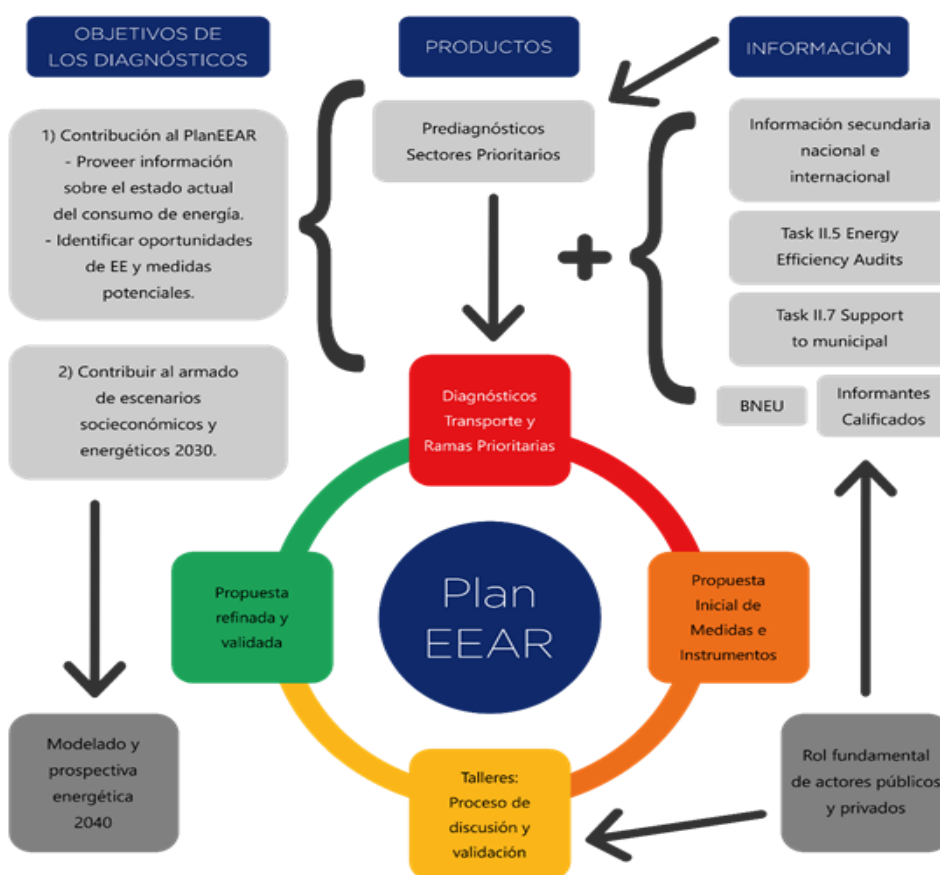 OBJETIVOS DE
LOS DIAGNÓSTICOS
PRODUCTOS
INFORMACIÓN
1) Contribución al PlanEEAR
- Proveer información
sobre el estado actual
del consumo de energía.
- Identificar oportunidades
de EE y medidas
potenciales.
2) Contribuir al armado
de escenarios
socioeconómicos y
energéticos 2030.
Modelado y
prospectiva
energética
2040
Prediagnósticos
Sectores Prioritarios
+
Información secundaria
nacional e
internacional
Task II.5 Energy
Efficiency Audits
Task II.7 Support
to municipal
BNEU
Informantes
Calificados
Diagnósticos
Transporte y
Ramas Prioritarias
Propuesta
Inicial de
Medidas e
Instrumentos
Talleres:
Proceso de
discusión y
validación
Propuesta
refinada y
validada
Plan
EEAR
Rol fundamental
de actores públicos
y privados